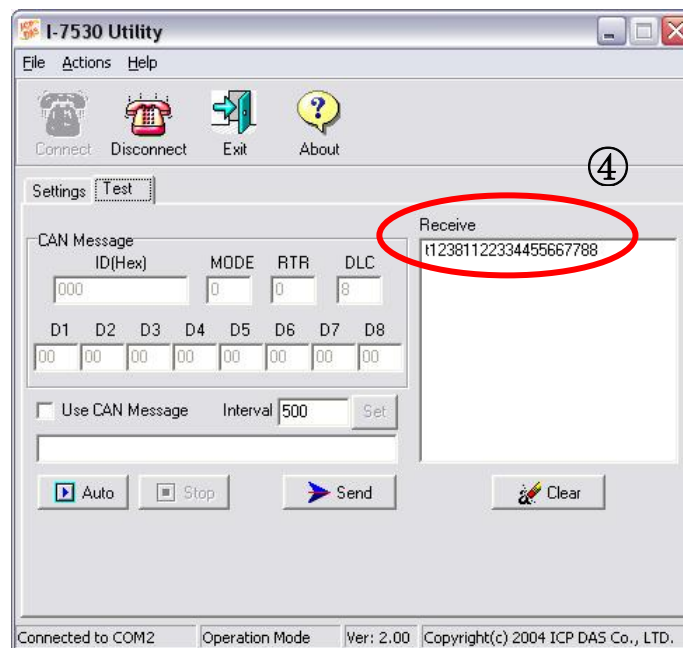 I-7530 Utility
File Actions Help
Connect Disconnect Exit About
④
Settings Test
Receive
t12381122334455667788
CAN Message
ID(Hex) MODE RTR DLC
000 0 0 8
D1 D2 D3 D4 D5 D6 D7 D8
00 00 00 00 00 00 00 00
Use CAN Message Interval 500 Set
Auto Stop Send Clear
Connected to COM2 Operation Mode Ver: 2.00 Copyright(c) 2004 ICP DAS Co., LTD.